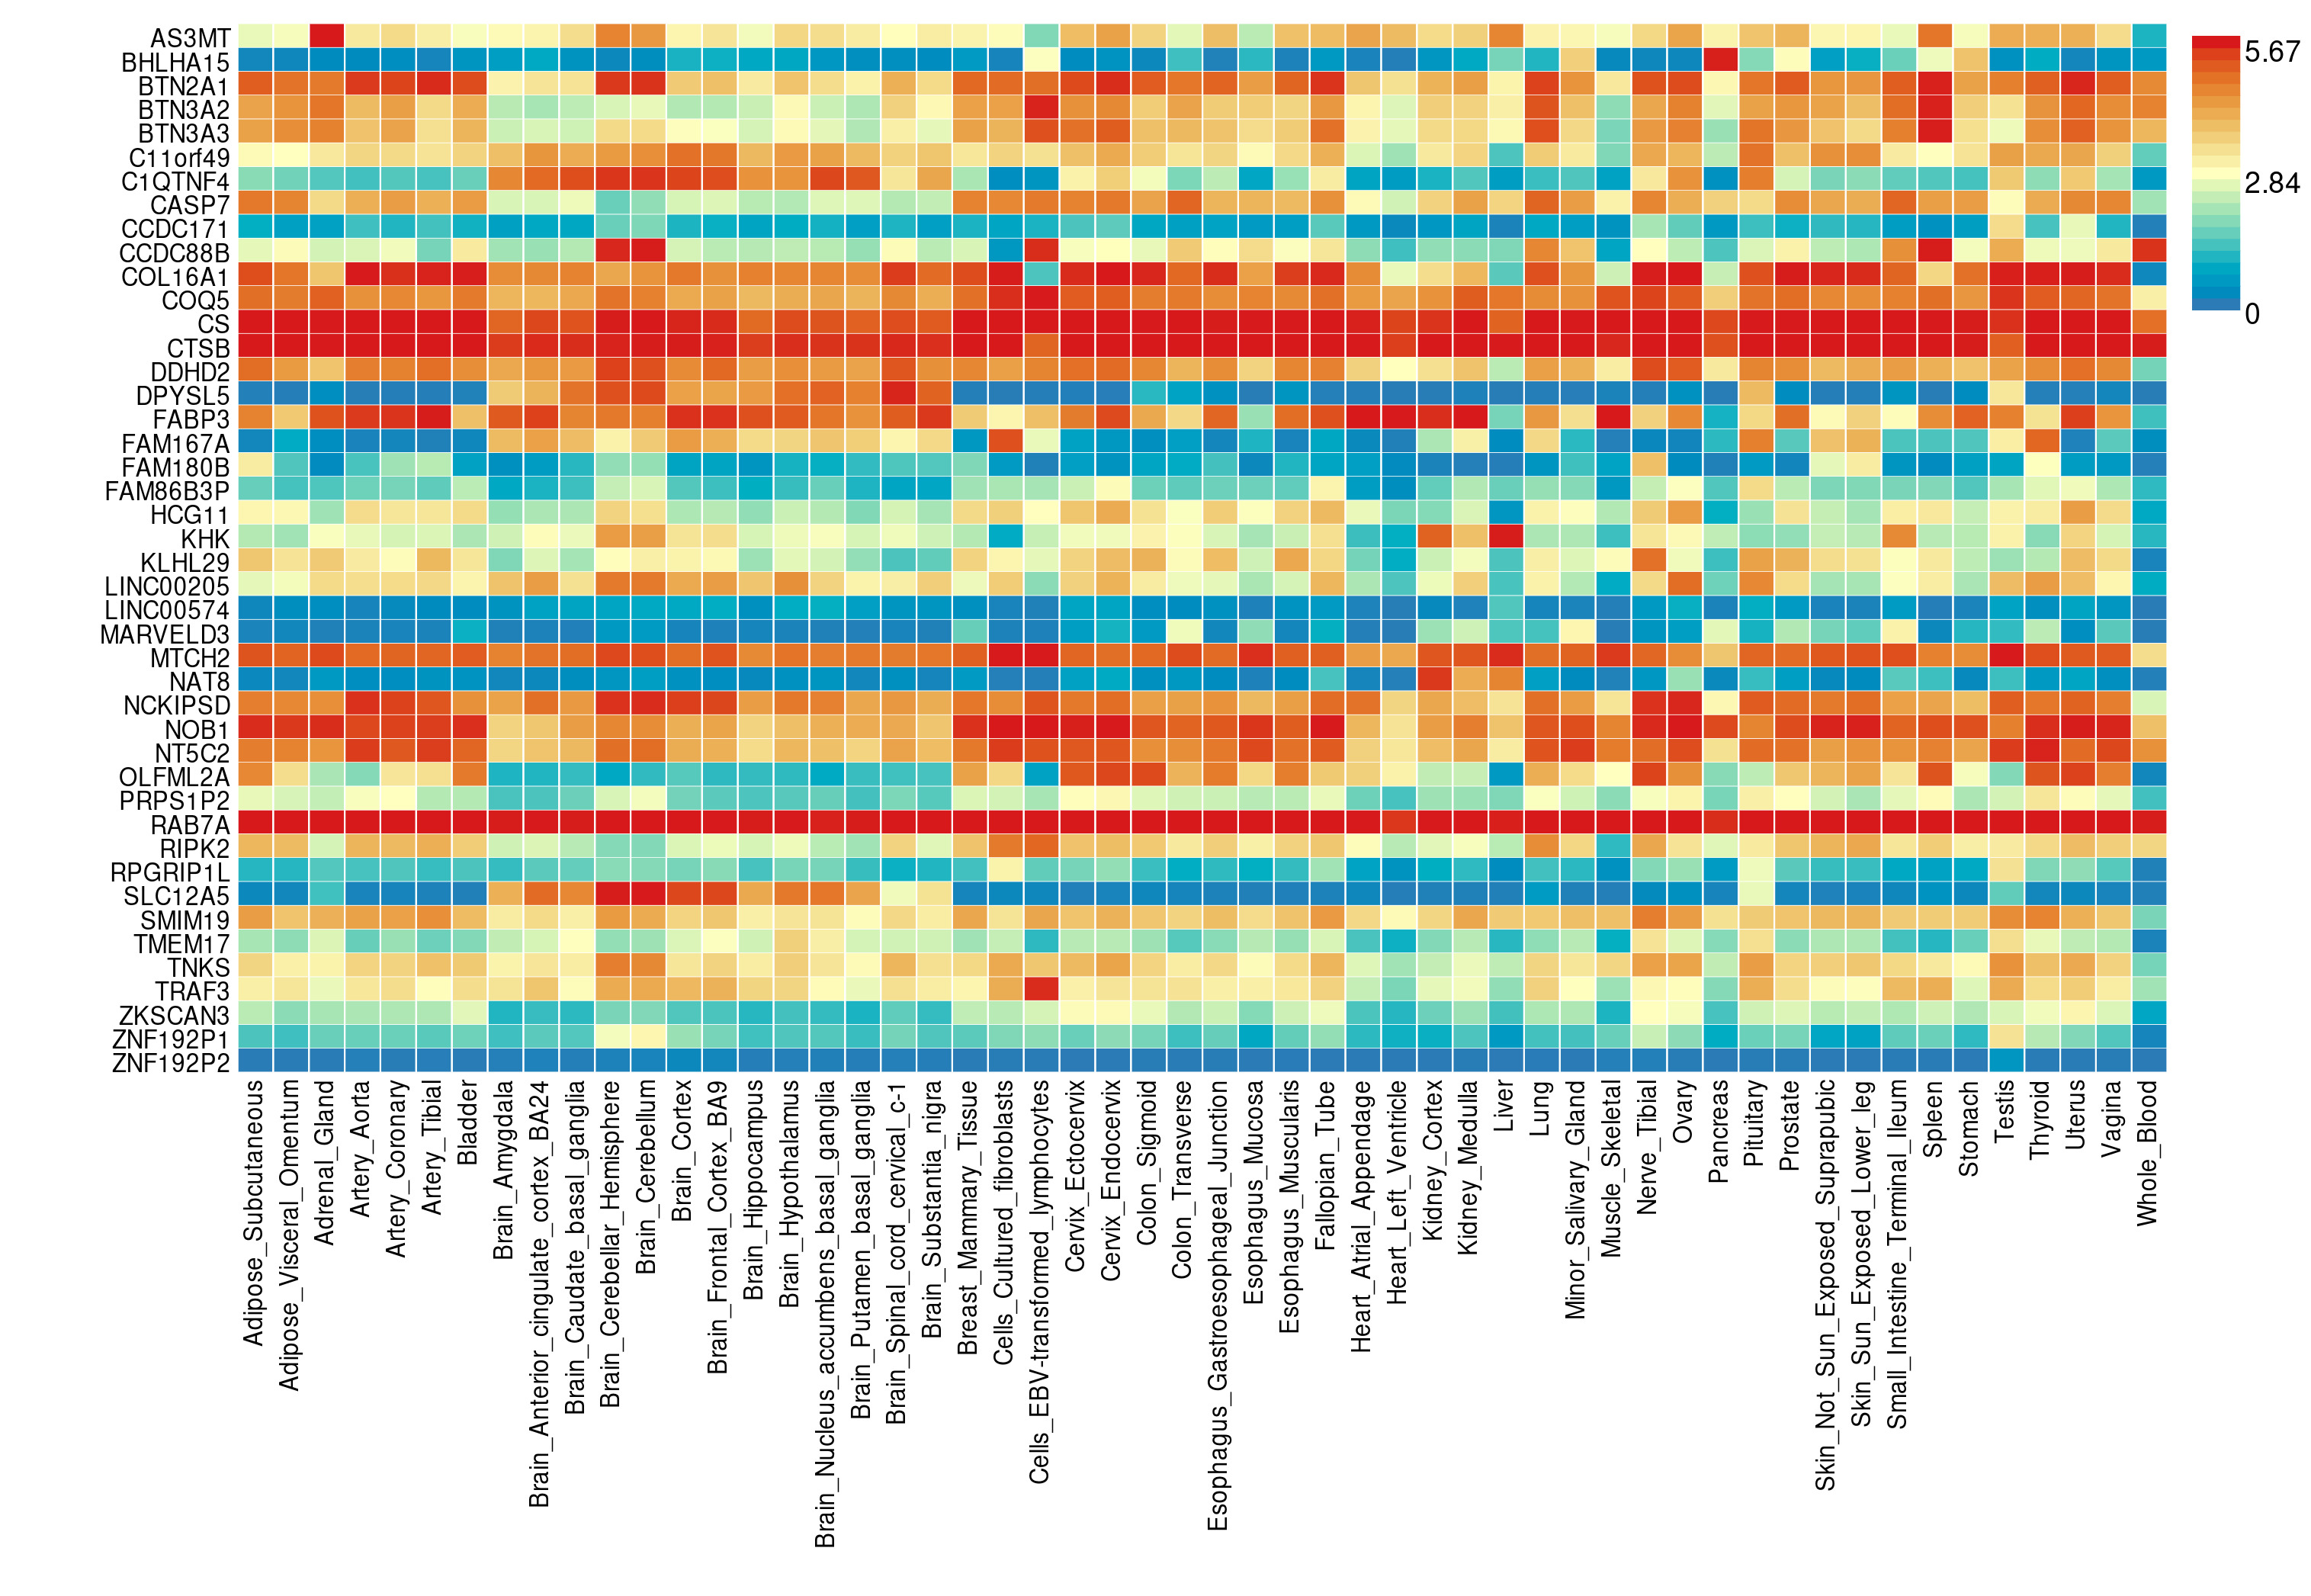 AS3MT
BHLHA15
BTN2A1
BTN3A2
BTN3A3
C11orf49
C1QTNF4
CASP7
CCDC171
CCDC88B
COL16A1
COQ5
CS
CTSB
DDHD2
DPYSL5
FABP3
FAM167A
FAM180B
FAM86B3P
HCG11
KHK
KLHL29
LINC00205
LINC00574
MARVELD3
MTCH2
NAT8
NCKIPSD
NOB1
NT5C2
OLFML2A
PRPS1P2
RAB7A
RIPK2
RPGRIP1L
SLC12A5
SMIM19
TMEM17
TNKS
TRAF3
ZKSCAN3
ZNF192P1
ZNF192P2
5.67
2.84
0
Adipose_Subcutaneous
Adipose_Visceral_Omentum
Adrenal_Gland
Artery_Aorta
Artery_Coronary
Artery_Tibial
Bladder
Brain_Amygdala
Brain_Anterior_cingulate_cortex_BA24
Brain_Caudate_basal_ganglia
Brain_Cerebellar_Hemisphere
Brain_Cerebellum
Brain_Cortex
Brain_Frontal_Cortex_BA9
Brain_Hippocampus
Brain_Hypothalamus
Brain_Nucleus_accumbens_basal_ganglia
Brain_Putamen_basal_ganglia
Brain_Spinal_cord_cervical_c-1
Brain_Substantia_nigra
Breast_Mammary_Tissue
Cells_Cultured_fibroblasts
Cells_EBV-transformed_lymphocytes
Cervix_Ectocervix
Cervix_Endocervix
Colon_Sigmoid
Colon_Transverse
Esophagus_Gastroesophageal_Junction
Esophagus_Mucosa
Esophagus_Muscularis
Fallopian_Tube
Heart_Atrial_Appendage
Heart_Left_Ventricle
Kidney_Cortex
Kidney_Medulla
Liver
Lung
Minor_Salivary_Gland
Muscle_Skeletal
Nerve_Tibial
Ovary
Pancreas
Pituitary
Prostate
Skin_Not_Sun_Exposed_Suprapubic
Skin_Sun_Exposed_Lower_leg
Small_Intestine_Terminal_Ileum
Spleen
Stomach
Testis
Thyroid
Uterus
Vagina
Whole_Blood